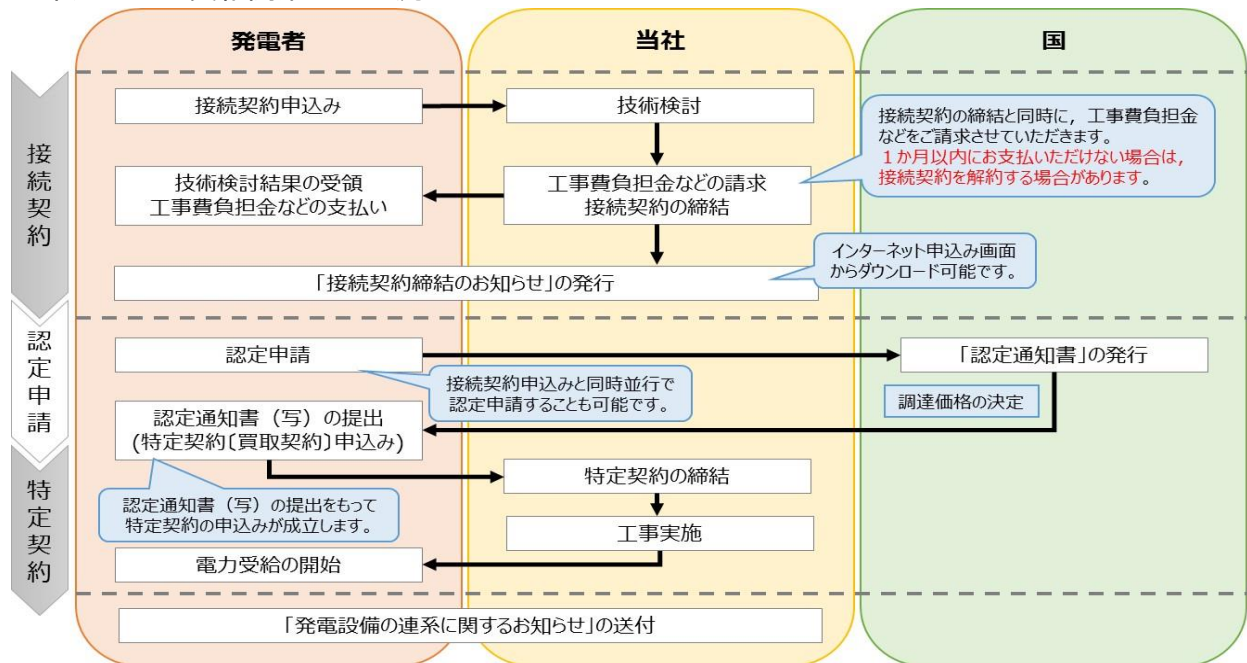 発電者
当社
国
接続契約
接続契約申込み
技術検討
接続契約の締結と同時に，工事費負担金
などをご請求させていただきます。
１か月以内にお支払いただけない場合は，
接続契約を解約する場合があります。
技術検討結果の受領
工事費負担金などの支払い
工事費負担金などの請求
接続契約の締結
インターネット申込み画面
からダウンロード可能です。
「接続契約締結のお知らせ」の発行
認定申請
認定申請
「認定通知書」の発行
接続契約申込みと同時並行で
認定申請することも可能です。
調達価格の決定
認定通知書（写）の提出
(特定契約〔買取契約〕申込み)
特定契約
特定契約の締結
認定通知書（写）の提出をもって
特定契約の申込みが成立します。
工事実施
電力受給の開始
「発電設備の連系に関するお知らせ」の送付